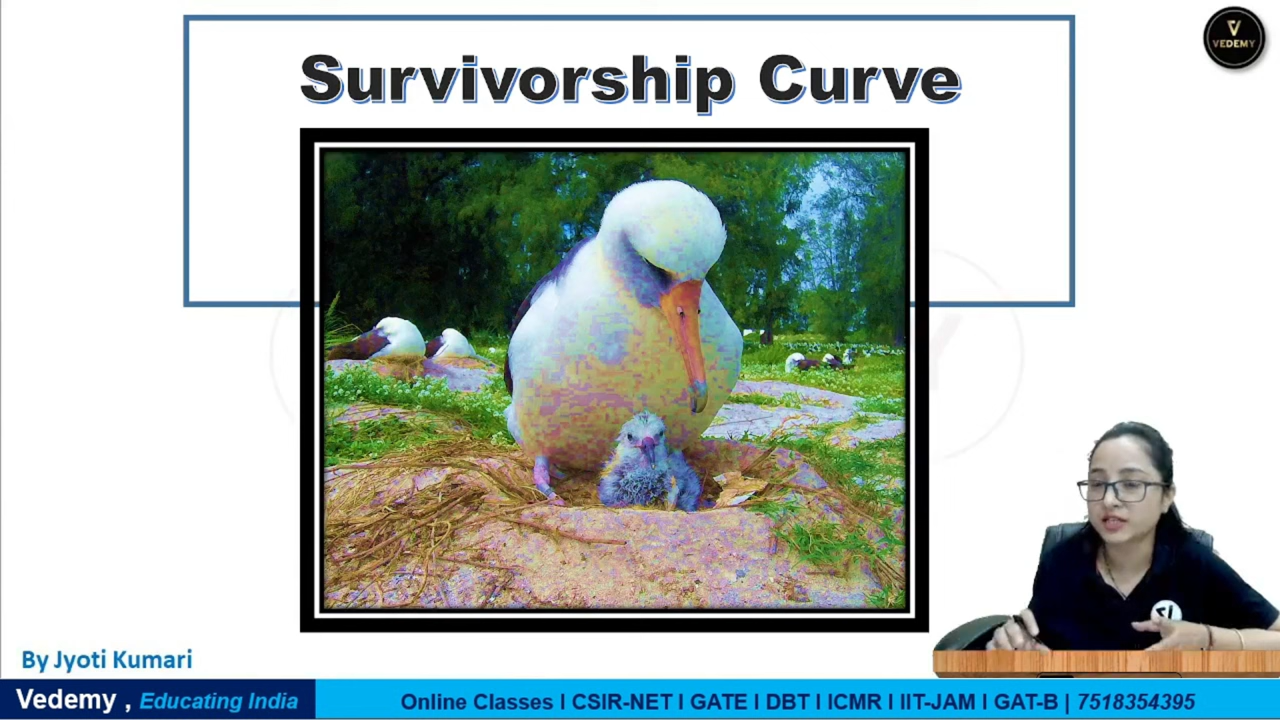 Survivorship Curve
VEDEMY
By Jyoti Kumari
Vedemy , Educating India
Online Classes I CSIR-NET I GATE I DBT I ICMR I IIT-JAM I GAT-B | 7518354395